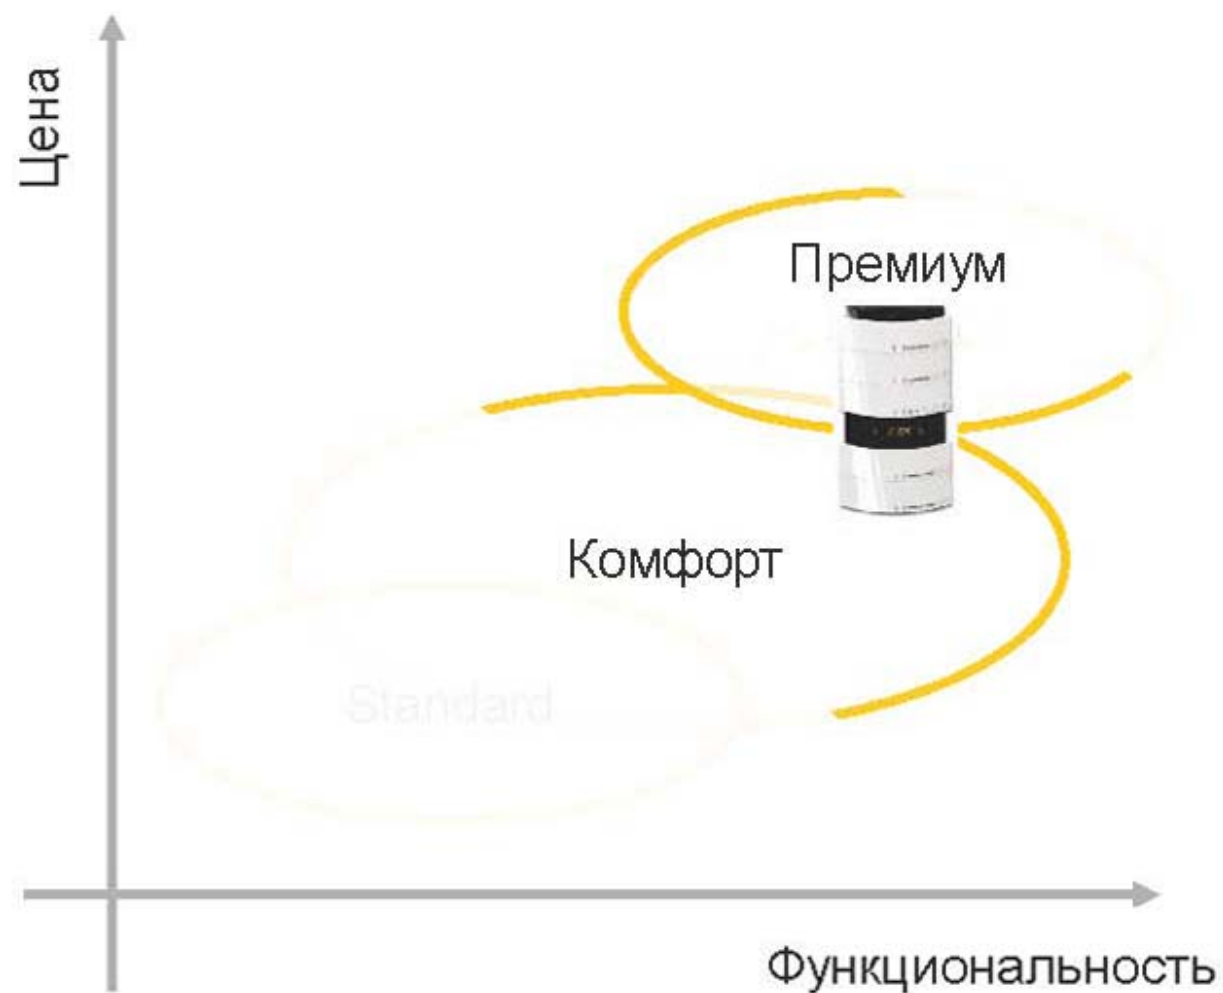 Цена
Премиум
Комфорт
Standard
Функциональность